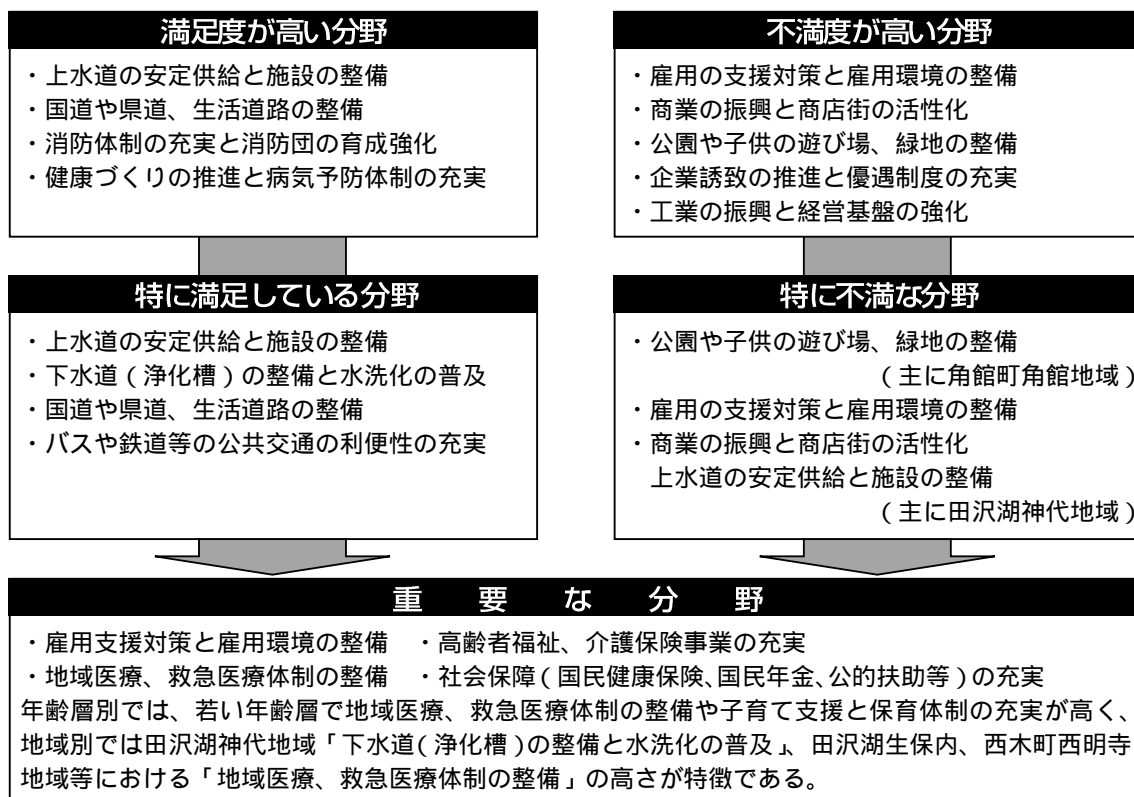 満足度が高い分野
・上水道の安定供給と施設の整備
・国道や県道、生活道路の整備
・消防体制の充実と消防団の育成強化
・健康づくりの推進と病気予防体制の充実
不満度が高い分野
・雇用の支援対策と雇用環境の整備
・商業の振興と商店街の活性化
・公園や子供の遊び場、緑地の整備
・企業誘致の推進と優遇制度の充実
・工業の振興と経営基盤の強化
特に満足している分野
・上水道の安定供給と施設の整備
・下水道（浄化槽）の整備と水洗化の普及
・国道や県道、生活道路の整備
・バスや鉄道等の公共交通の利便性の充実
特に不満な分野
・公園や子供の遊び場、緑地の整備
（主に角館町角館地域）
・雇用の支援対策と雇用環境の整備
・商業の振興と商店街の活性化
上水道の安定供給と施設の整備
（主に田沢湖神代地域）
重要な分野
・雇用支援対策と雇用環境の整備　・高齢者福祉、介護保険事業の充実
・地域医療、救急医療体制の整備　・社会保障（国民健康保険、国民年金、公的扶助等）の充実
年齢層別では、若い年齢層で地域医療、救急医療体制の整備や子育て支援と保育体制の充実が高く、
地域別では田沢湖神代地域「下水道（浄化槽）の整備と水洗化の普及」、田沢湖生保内、西木町西明寺
地域等における「地域医療、救急医療体制の整備」の高さが特徴である。